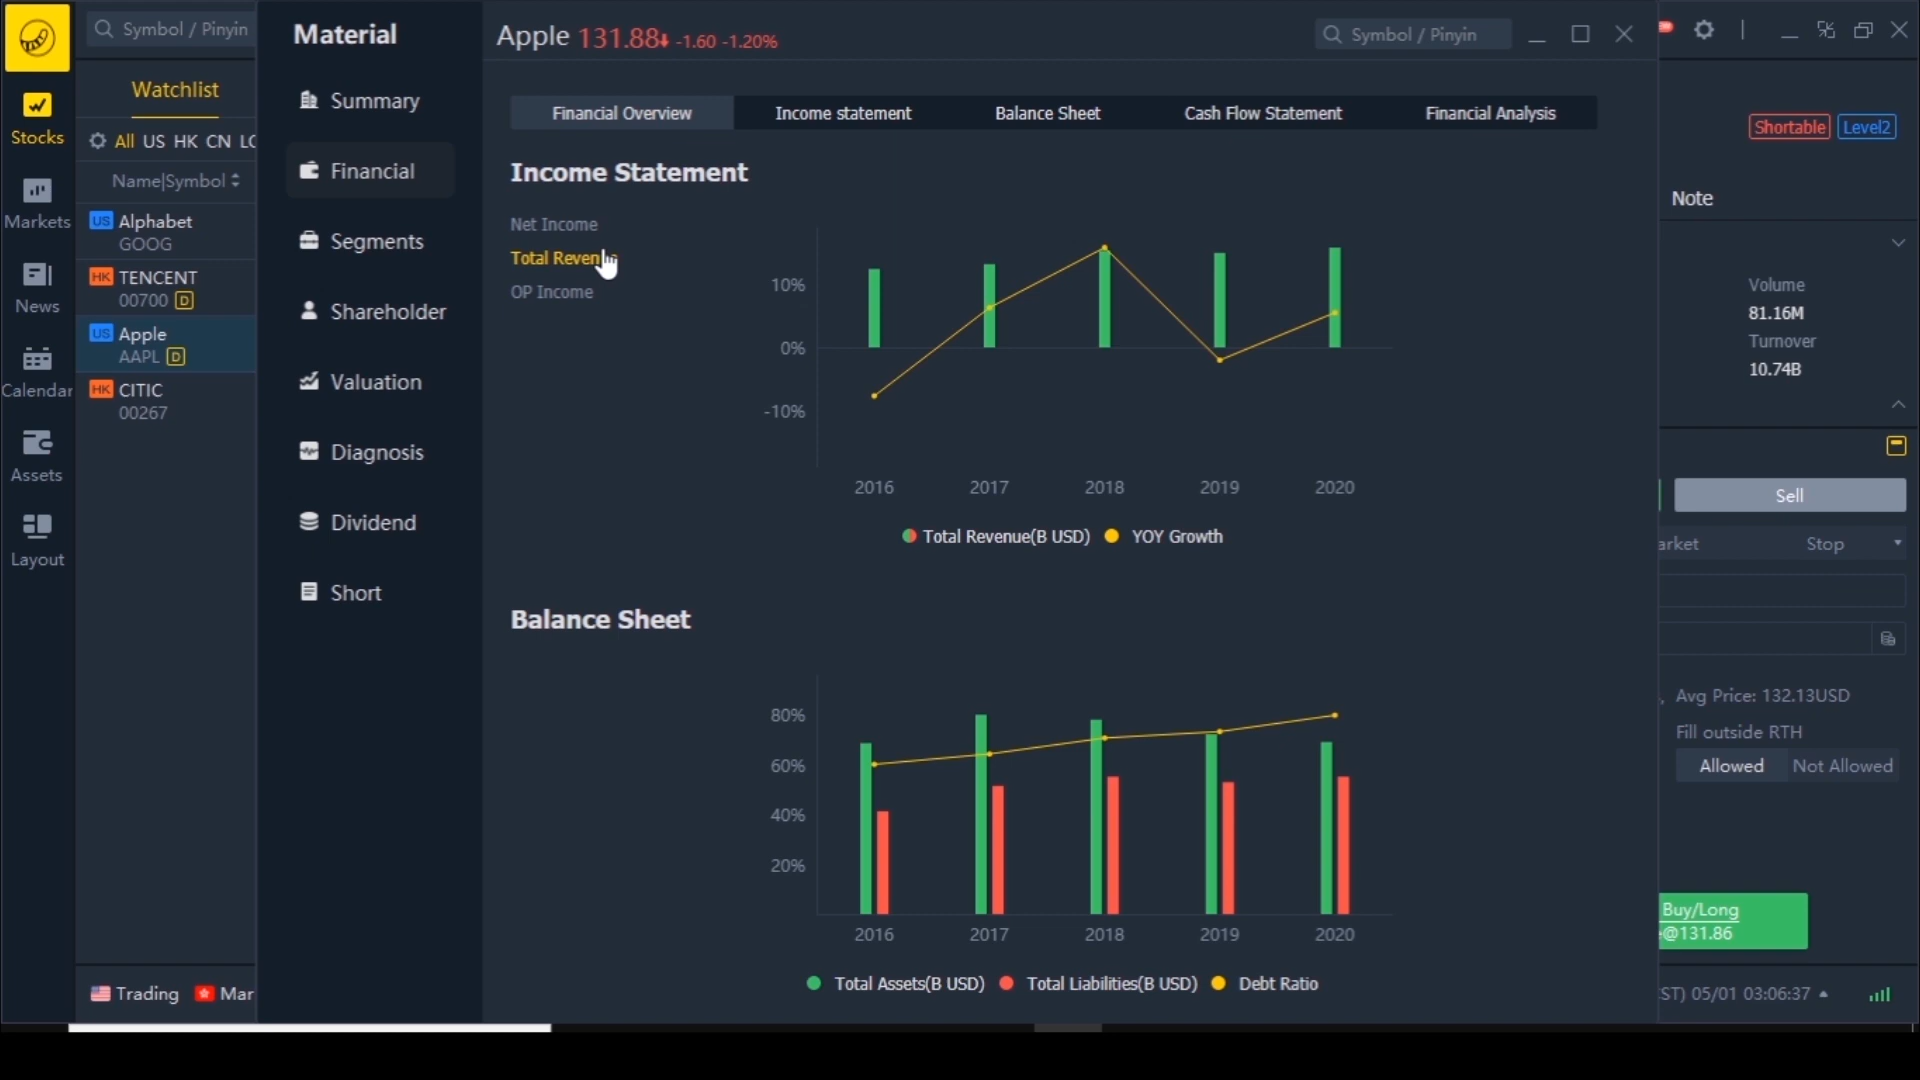 Symbol / Pinyin
Stocks
Markets
News
Calendar
Assets
Layout
Watchlist
All US HK CN
Name|Symbol
US Alphabet
GOOG
HK TENCENT
00700 D
US Apple
AAPL D
HK CITIC
00267
Trading Mar
Material
Summary
Financial
Segments
Shareholder
Valuation
Diagnosis
Dividend
Short
Apple 131.88 -1.60 -1.20%
Symbol / Pinyin
Financial Overview Income statement Balance Sheet Cash Flow Statement Financial Analysis
Income Statement
Net Income
Total Reven
OP Income
10%
0%
-10%
2016 2017 2018 2019 2020
Total Revenue(B USD) YOY Growth
Balance Sheet
80%
60%
40%
20%
2016 2017 2018 2019 2020
Total Assets(B USD) Total Liabilities(B USD) Debt Ratio
Shortable Level2
Note
Volume
81.16M
Turnover
10.74B
Sell
arket Stop
, Avg Price: 132.13USD
Fill outside RTH
Allowed Not Allowed
Buy/Long
e@131.86
ST) 05/01 03:06:37